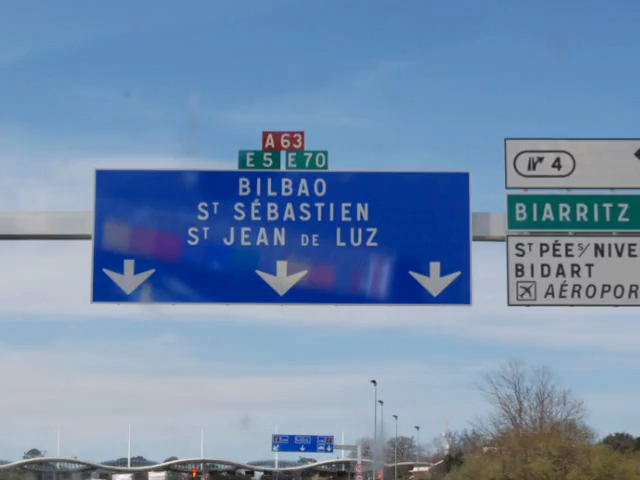 A 63
E 5 E 70
BILBAO
ST SÉBASTIEN
ST JEAN DE LUZ
4
BIARRITZ
ST PÉE S/ NIVE
BIDART
AÉROPOR